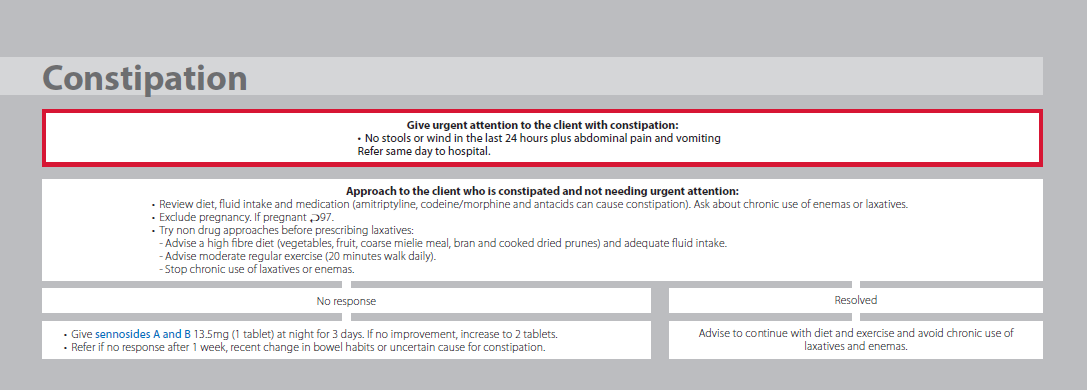 Constipation
Give urgent attention to the client with constipation:
• No stools or wind in the last 24 hours plus abdominal pain and vomiting
Refer same day to hospital.
Approach to the client who is constipated and not needing urgent attention:
• Review diet, fluid intake and medication (amitriptyline, codeine/morphine and antacids can cause constipation). Ask about chronic use of enemas or laxatives.
• Exclude pregnancy. If pregnant 97.
• Try non drug approaches before prescribing laxatives:
- Advise a high fibre diet (vegetables, fruit, coarse mielie meal, bran and cooked dried prunes) and adequate fluid intake.
- Advise moderate regular exercise (20 minutes walk daily).
- Stop chronic use of laxatives or enemas.
No response
• Give sennosides A and B 13.5mg (1 tablet) at night for 3 days. If no improvement, increase to 2 tablets.
• Refer if no response after 1 week, recent change in bowel habits or uncertain cause for constipation.
Resolved
Advise to continue with diet and exercise and avoid chronic use of
laxatives and enemas.